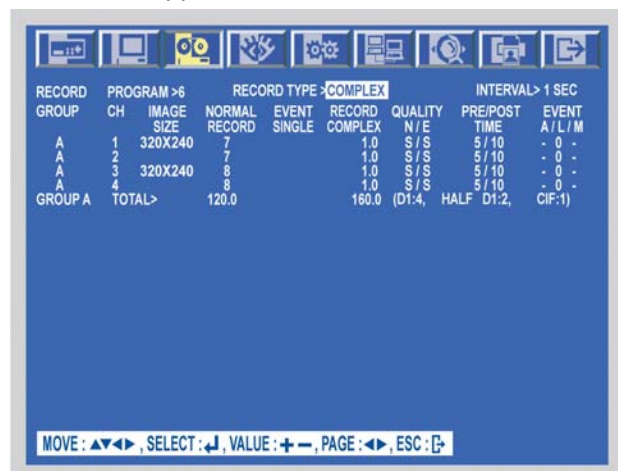 RECORD PROGRAM >6 RECORD TYPE >COMPLEX INTERVAL> 1 SEC
GROUP CH IMAGE SIZE NORMAL RECORD EVENT SINGLE RECORD COMPLEX QUALITY N / E PRE/POST TIME EVENT A / L / M
A 1 320X240 7 1.0 S / S 5 / 10 - 0 -
A 2 7 1.0 S / S 5 / 10 - 0 -
A 3 320X240 8 1.0 S / S 5 / 10 - 0 -
A 4 8 1.0 S / S 5 / 10 - 0 -
GROUP A TOTAL> 120.0 160.0 (D1:4, HALF D1:2, CIF:1)
MOVE : ▲▼◀▶ , SELECT : ↲ , VALUE : + − , PAGE : ◀▶ , ESC :